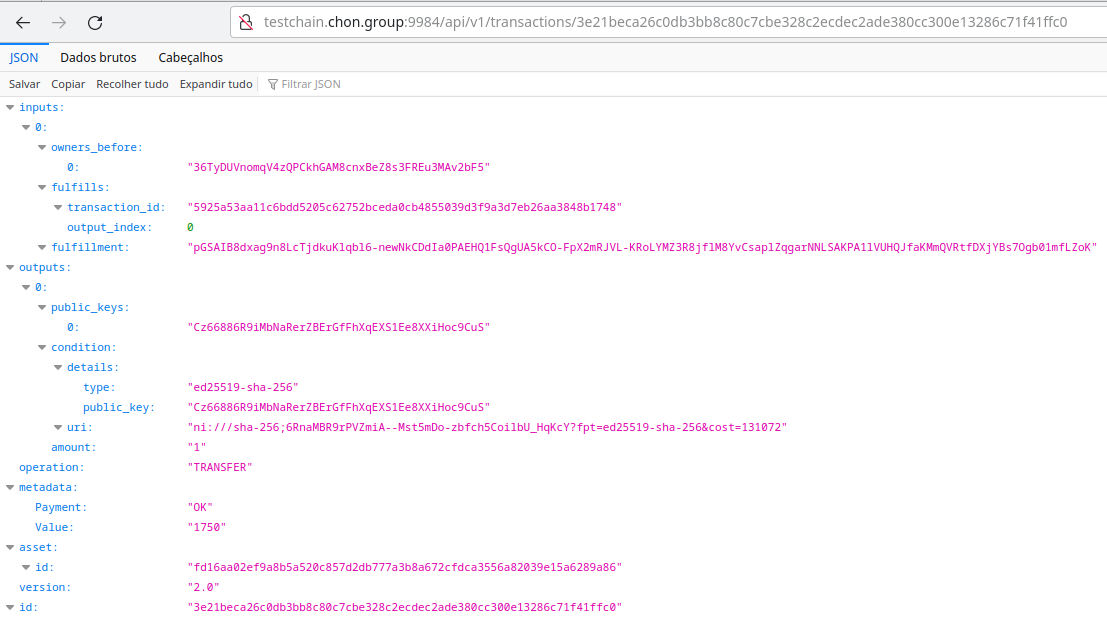 testchain.chon.group:9984/api/v1/transactions/3e21beca26c0db3bb8c80c7cbe328c2ecdec2ade380cc300e13286c71f41ffc0
JSON Dados brutos Cabeçalhos
Salvar Copiar Recolher tudo Expandir tudo Filtrar JSON
inputs:
0:
owners_before:
0: "36TyDUVnomqV4zQPCkhGAM8cnxBeZ8s3FREu3MAv2bF5"
fulfills:
transaction_id: "5925a53aa11c6bdd5205c62752bceda0cb4855039d3f9a3d7eb26aa3848b1748"
output_index: 0
fulfillment: "pGSAIB8dxag9n8LcTjdkuK1qbl6-newNkCDdIa0PAEHQ1FsQgUA5kCO-FpX2mRJVL-KRoLYMZ3R8jflM8YvCsaplZqgarNNLSAKPA1lVUHQJfaKMmQVRtfDXjYBs7Ogb01mfLZoK"
outputs:
0:
public_keys:
0: "Cz66886R9iMbNaRerZBErGfFhXqEXS1Ee8XXiHoc9CuS"
condition:
details:
type: "ed25519-sha-256"
public_key: "Cz66886R9iMbNaRerZBErGfFhXqEXS1Ee8XXiHoc9CuS"
uri: "ni:///sha-256;6RnaMBR9rPVZmiA--Mst5mDo-zbfch5CoilbU_HqKcY?fpt=ed25519-sha-256&cost=131072"
amount: "1"
operation: "TRANSFER"
metadata:
Payment: "OK"
Value: "1750"
asset:
id: "fd16aa02ef9a8b5a520c857d2db777a3b8a672cfdca3556a82039e15a6289a86"
version: "2.0"
id: "3e21beca26c0db3bb8c80c7cbe328c2ecdec2ade380cc300e13286c71f41ffc0"